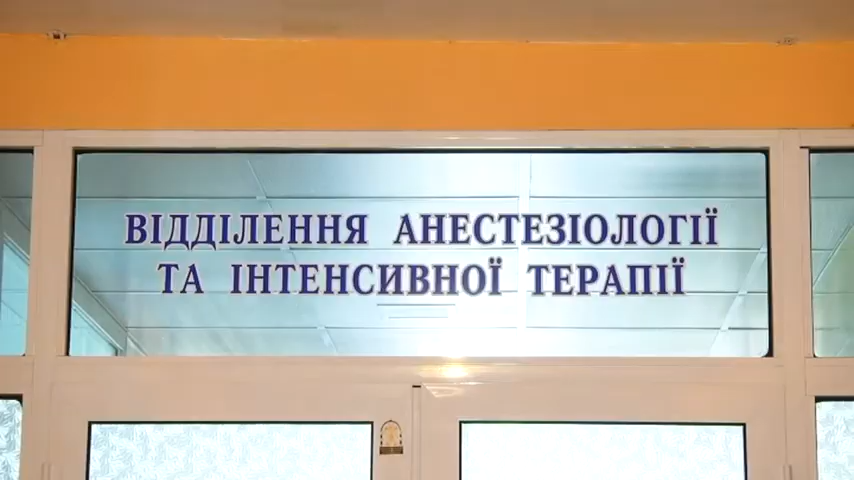 ВІДДІЛЕННЯ АНЕСТЕЗІОЛОГІЇ
ТА ІНТЕНСИВНОЇ ТЕРАПІЇ